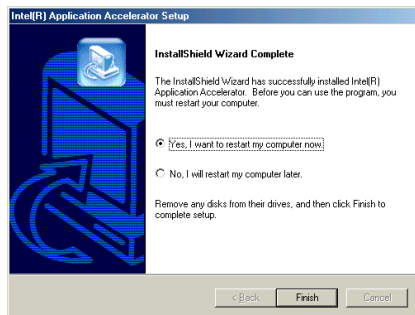 Intel(R) Application Accelerator Setup
InstallShield Wizard Complete
The InstallShield Wizard has successfully installed Intel(R)
Application Accelerator. Before you can use the program, you
must restart your computer.
Yes, I want to restart my computer now.
No, I will restart my computer later.
Remove any disks from their drives, and then click Finish to
complete setup.
< Back
Finish
Cancel